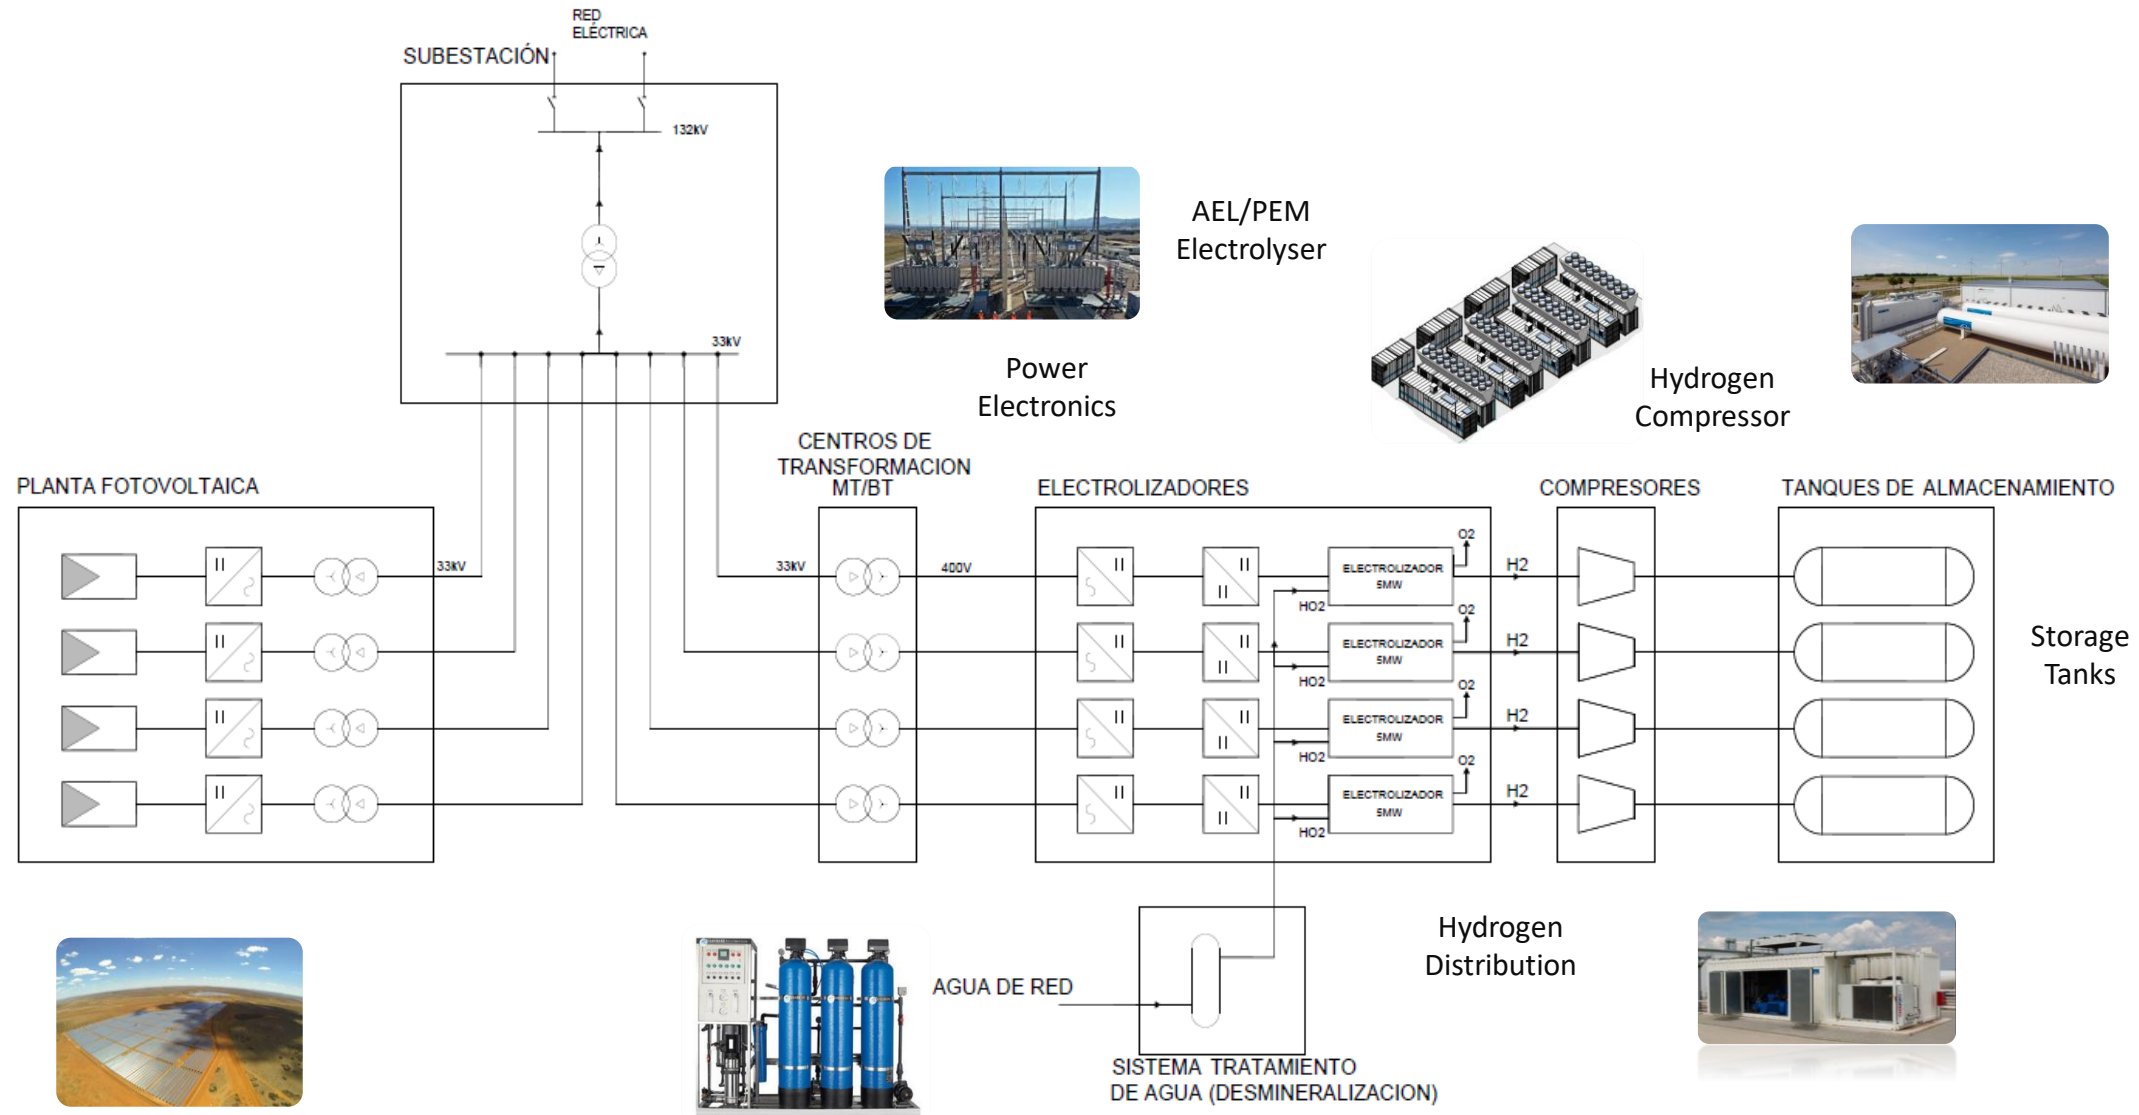 RED
ELÉCTRICA
SUBESTACIÓN
132kV
33kV
AEL/PEM
Electrolyser
Power
Electronics
Hydrogen
Compressor
CENTROS DE
TRANSFORMACION
MT/BT
PLANTA FOTOVOLTAICA
ELECTROLIZADORES
COMPRESORES
TANQUES DE ALMACENAMIENTO
33kV
33kV
400V
ELECTROLIZADOR
5MW
O2
H2
HO2
ELECTROLIZADOR
5MW
O2
H2
HO2
ELECTROLIZADOR
5MW
O2
H2
HO2
ELECTROLIZADOR
5MW
O2
H2
HO2
Storage
Tanks
Hydrogen
Distribution
AGUA DE RED
SISTEMA TRATAMIENTO
DE AGUA (DESMINERALIZACION)